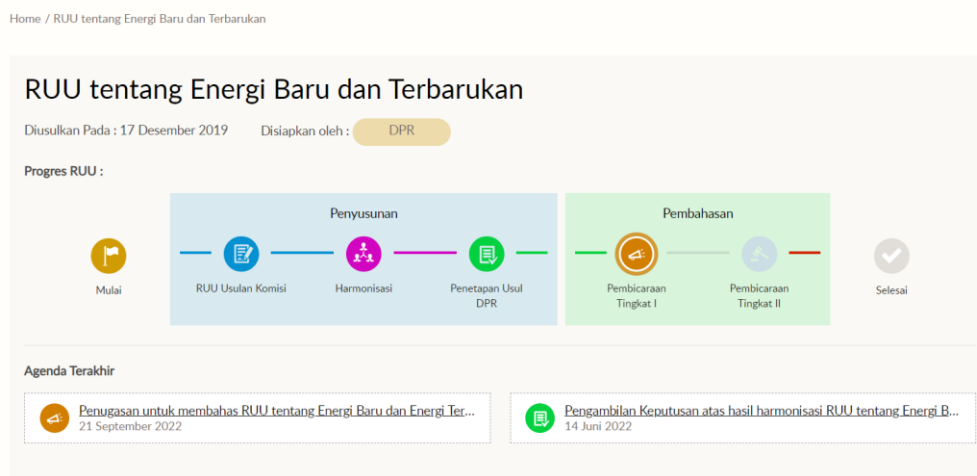 Home / RUU tentang Energi Baru dan Terbarukan
RUU tentang Energi Baru dan Terbarukan
Diusulkan Pada : 17 Desember 2019 Disiapkan oleh : DPR
Progres RUU :
Mulai
Penyusunan
RUU Usulan Komisi
Harmonisasi
Penetapan Usul
DPR
Pembahasan
Pembicaraan
Tingkat I
Pembicaraan
Tingkat II
Selesai
Agenda Terakhir
Penugasan untuk membahas RUU tentang Energi Baru dan Energi Ter...
21 September 2022
Pengambilan Keputusan atas hasil harmonisasi RUU tentang Energi B...
14 Juni 2022